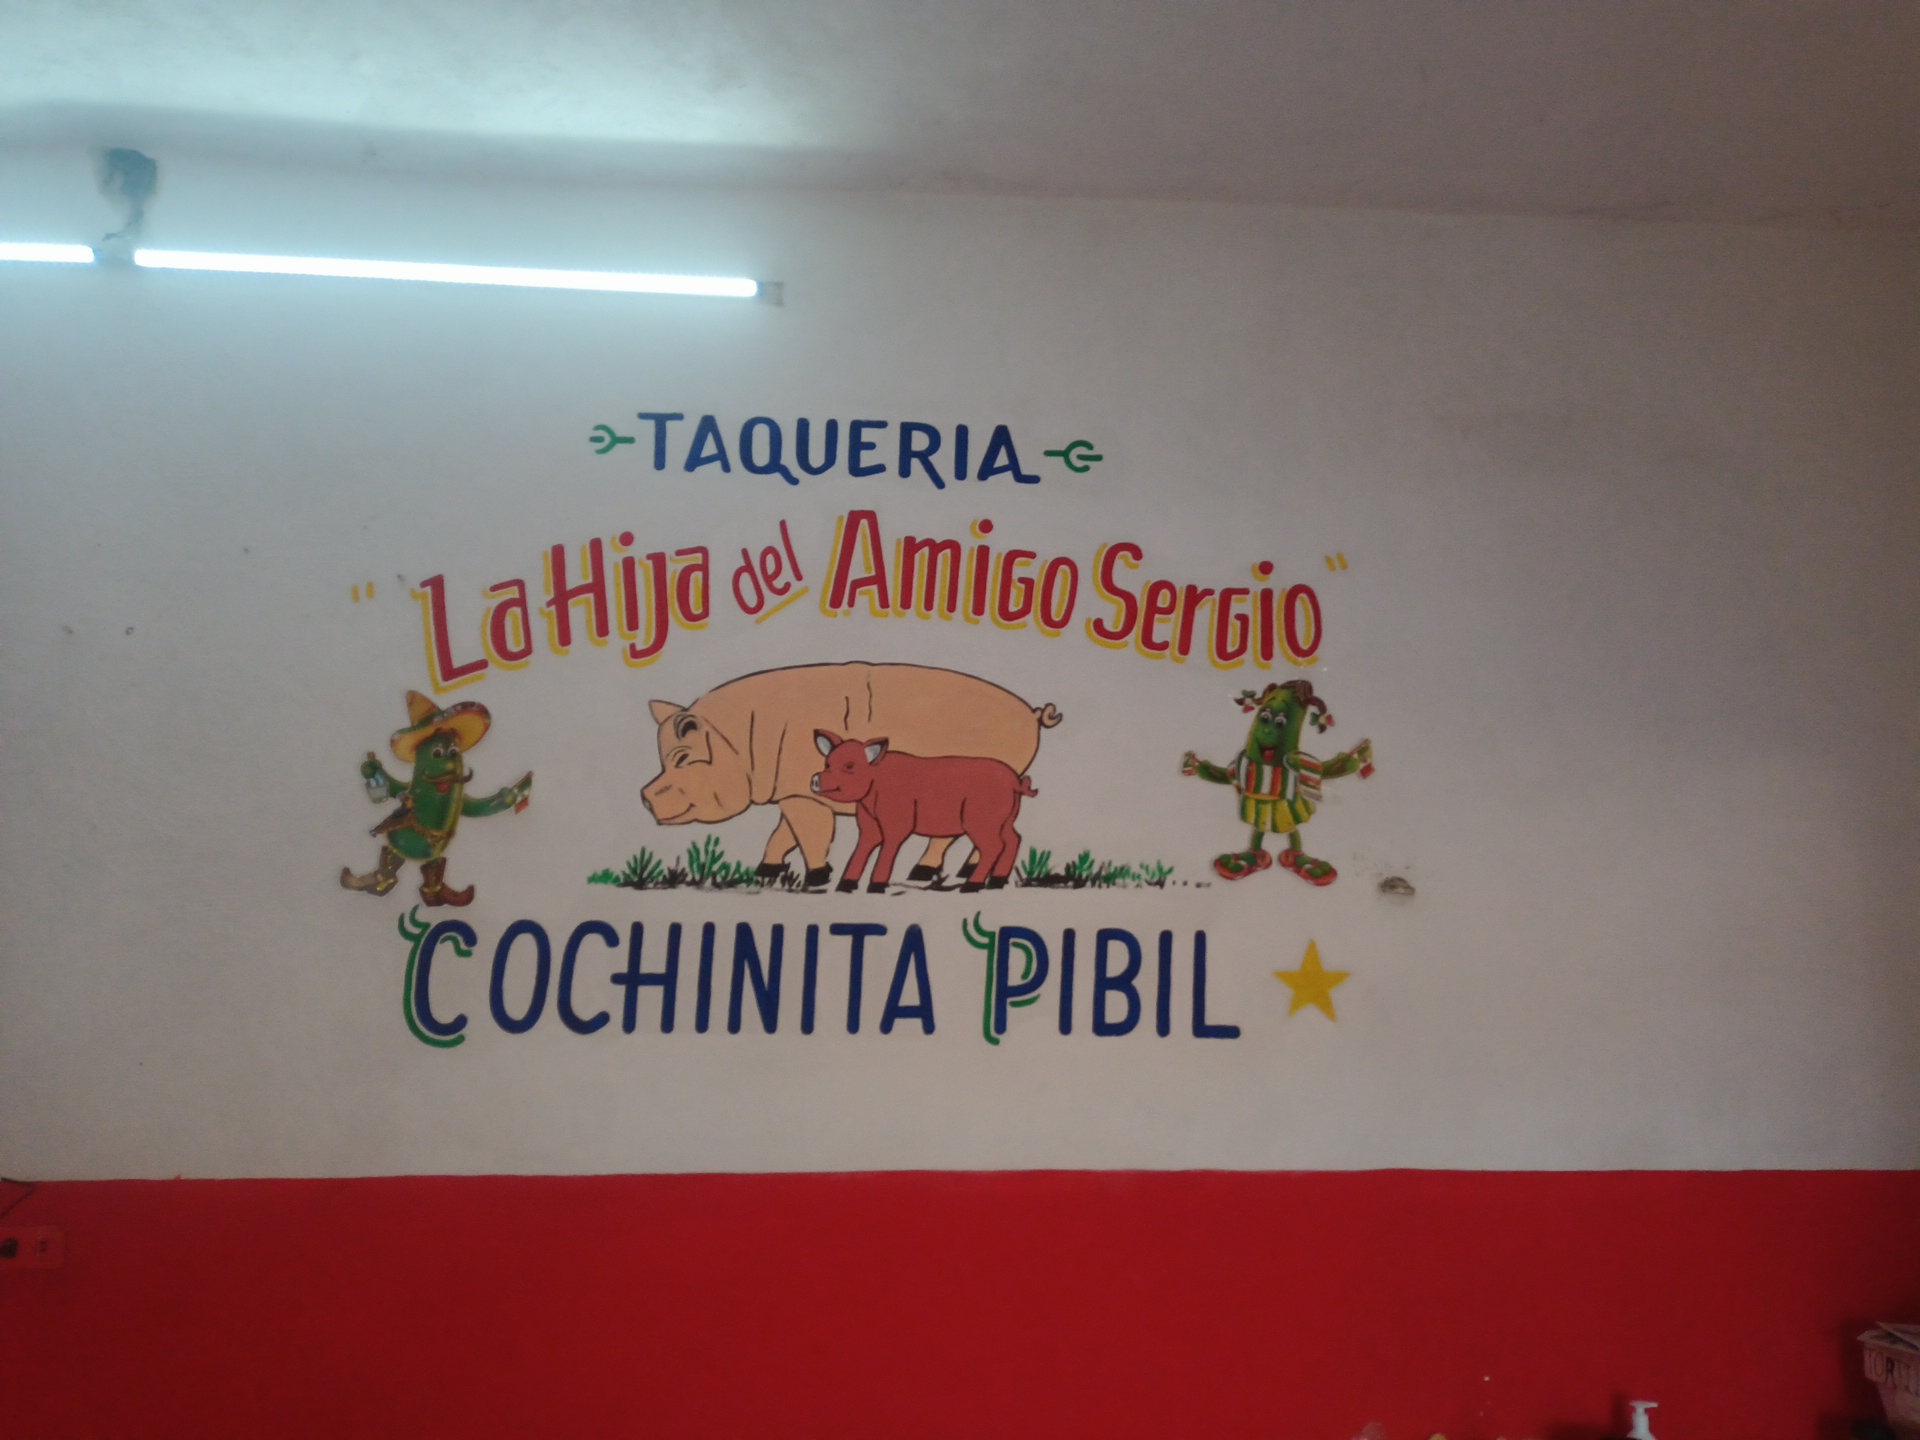 TAQUERIA
"La Hija del Amigo Sergio"
COCHINITA PIBIL